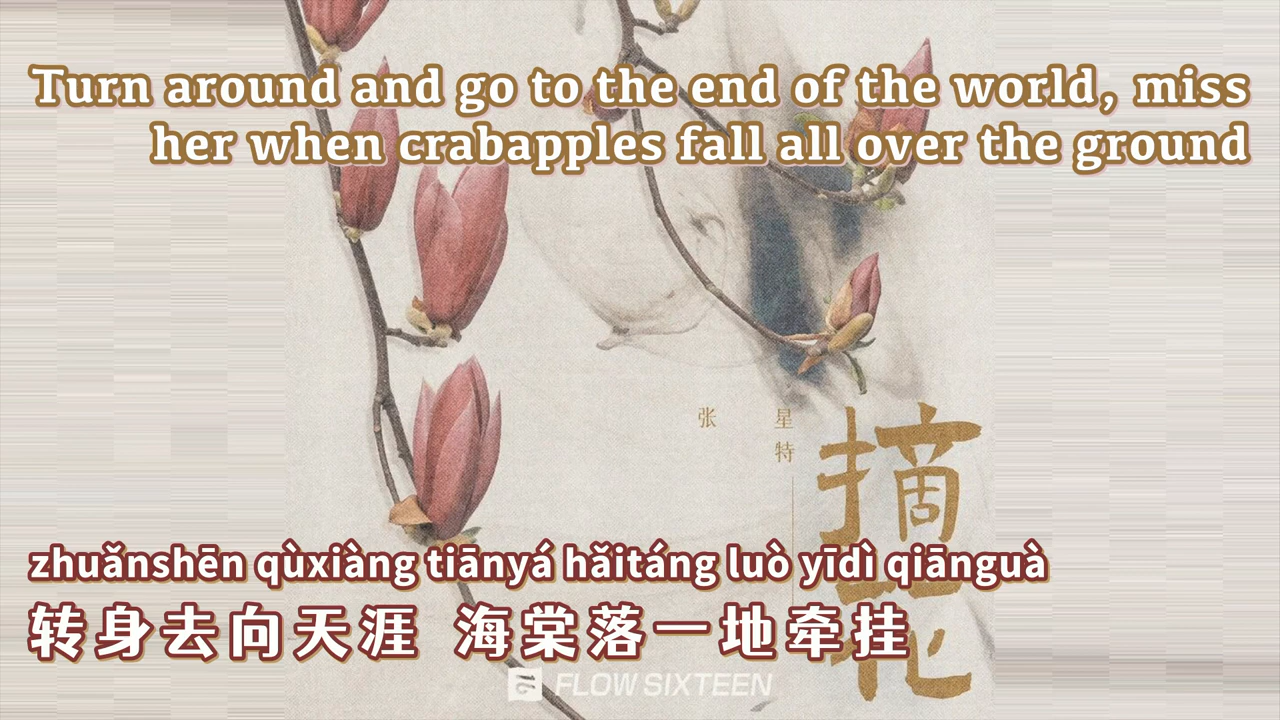 Turn around and go to the end of the world, miss
her when crabapples fall all over the ground
张
星
特
摘
花
zhuǎnshēn qùxiàng tiānyá hǎitáng luò yīdì qiānguà
转身去向天涯 海棠落一地牵挂
FLOW SIXTEEN